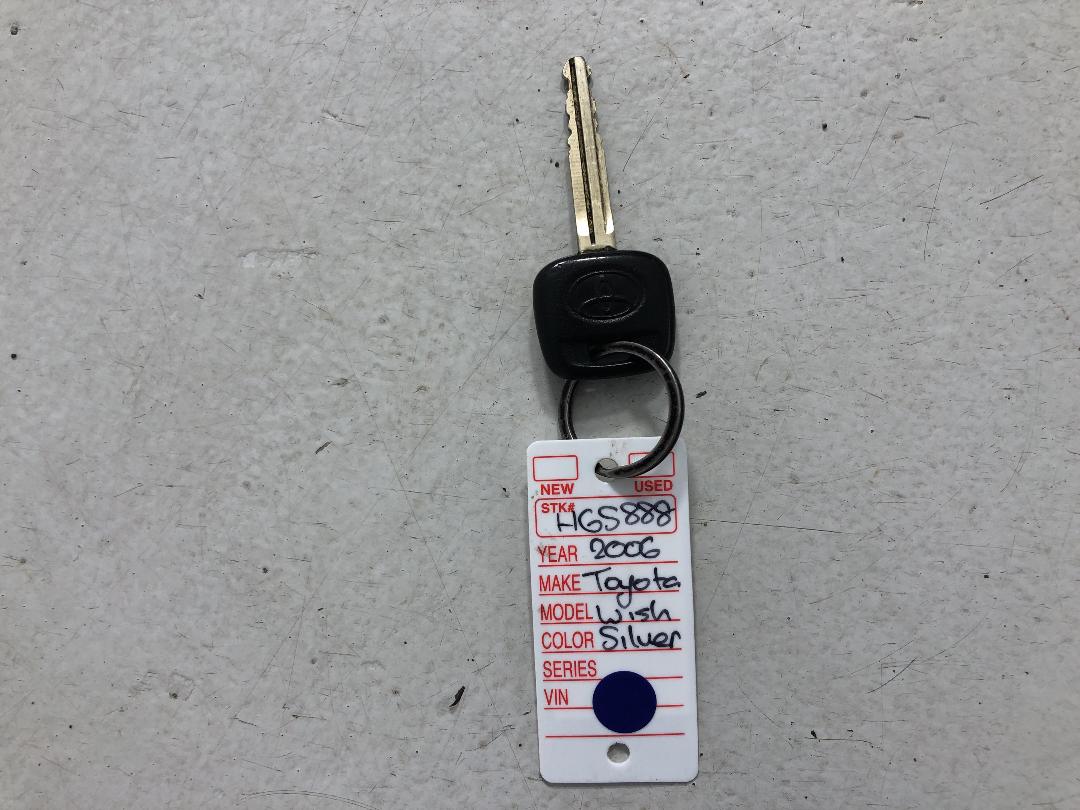 NEW USED
STK# HGS888
YEAR 2006
MAKE Toyota
MODEL Wish
COLOR Silver
SERIES
VIN